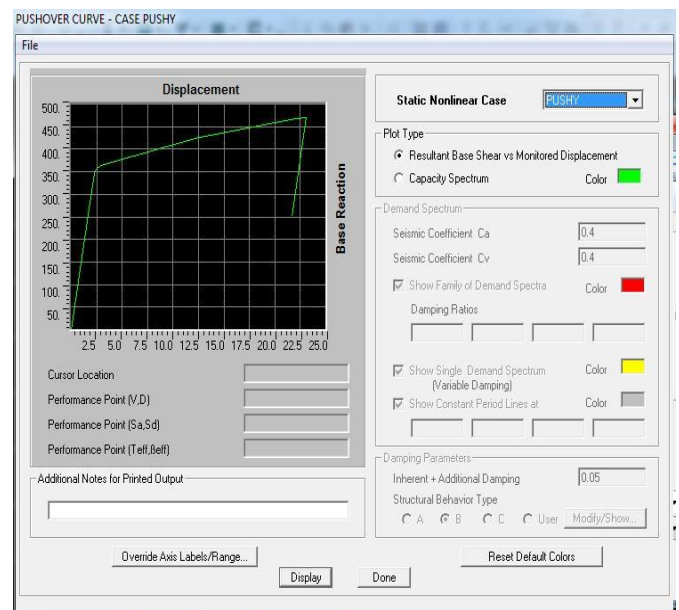 PUSHOVER CURVE - CASE PUSHY
File
Displacement
500.
450.
400.
350.
300.
250.
200.
150.
100.
50.
Base Reaction
2.5 5.0 7.5 10.0 12.5 15.0 17.5 20.0 22.5 25.0
Cursor Location
Performance Point (V,D)
Performance Point (Sa,Sd)
Performance Point (Teff,βeff)
Additional Notes for Printed Output
Static Nonlinear Case PUSHY
Plot Type
Resultant Base Shear vs Monitored Displacement
Capacity Spectrum Color
Demand Spectrum
Seismic Coefficient Ca 0.4
Seismic Coefficient Cv 0.4
Show Family of Demand Spectra Color
Damping Ratios
Show Single Demand Spectrum Color
(Variable Damping)
Show Constant Period Lines at Color
Damping Parameters
Inherent + Additional Damping 0.05
Structural Behavior Type
A B C User Modify/Show...
Override Axis Labels/Range... Reset Default Colors
Display Done